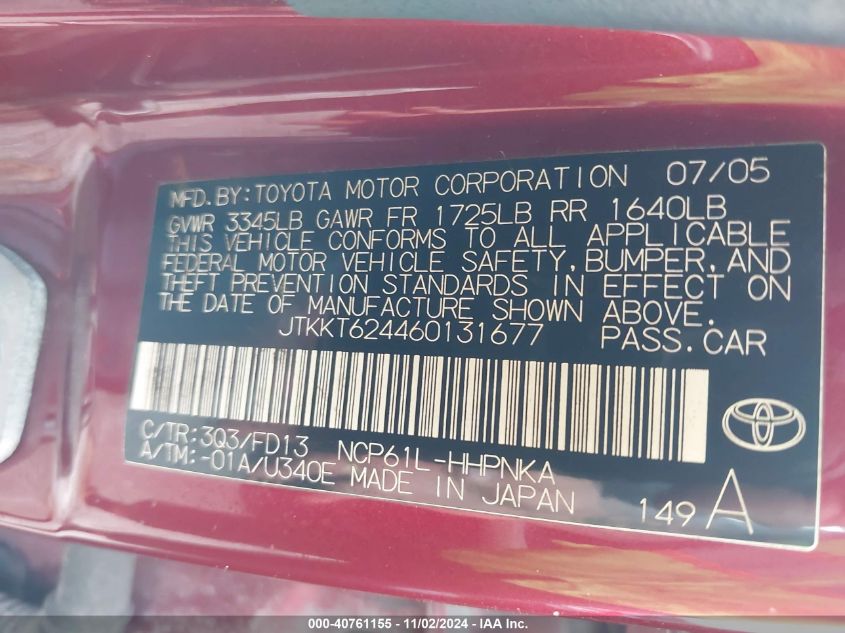 MFD.BY:TOYOTA MOTOR CORPORATION 07/05
GVWR 3345LB GAWR FR 1725LB RR 1640LB
THIS VEHICLE CONFORMS TO ALL APPLICABLE
FEDERAL MOTOR VEHICLE SAFETY,BUMPER,AND
THEFT PREVENTION STANDARDS IN EFFECT ON
THE DATE OF MANUFACTURE SHOWN ABOVE.
JTKKT624460131677 PASS.CAR
C/TR:3Q3/FD13 NCP61L-HHPNKA
A/TM:-01A/U340E MADE IN JAPAN
149 A
000-40761155 - 11/02/2024 - IAA, Inc.